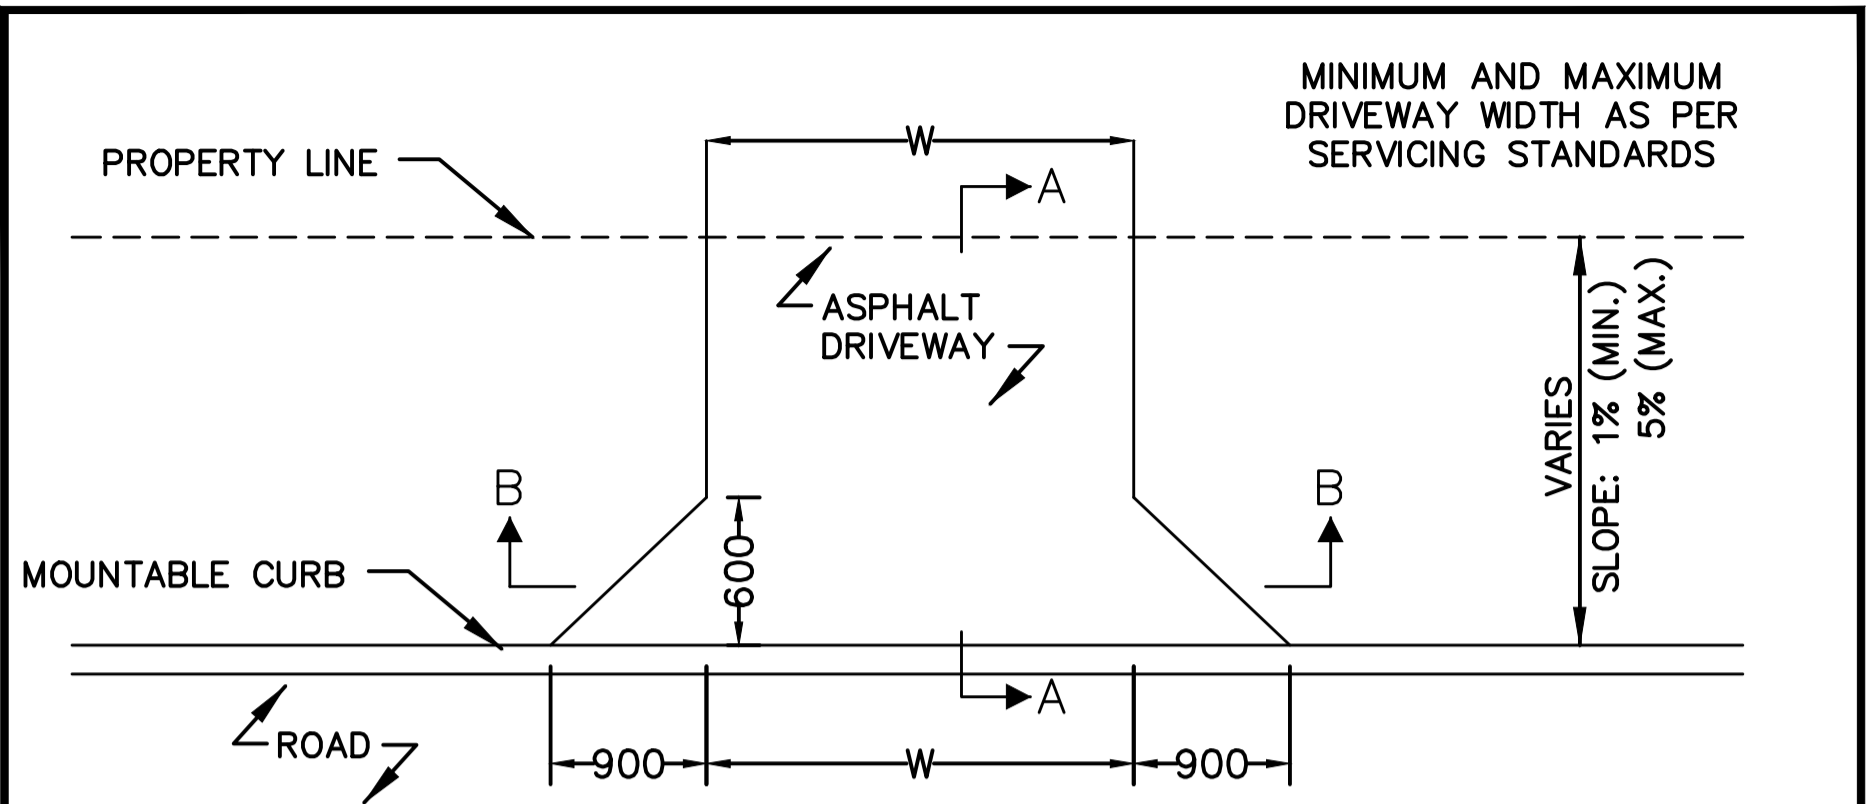 MINIMUM AND MAXIMUM
DRIVEWAY WIDTH AS PER
SERVICING STANDARDS
W
PROPERTY LINE
A
ASPHALT
DRIVEWAY
VARIES
SLOPE: 1% (MIN.)
5% (MAX.)
B
B
600
MOUNTABLE CURB
A
ROAD
900
W
900